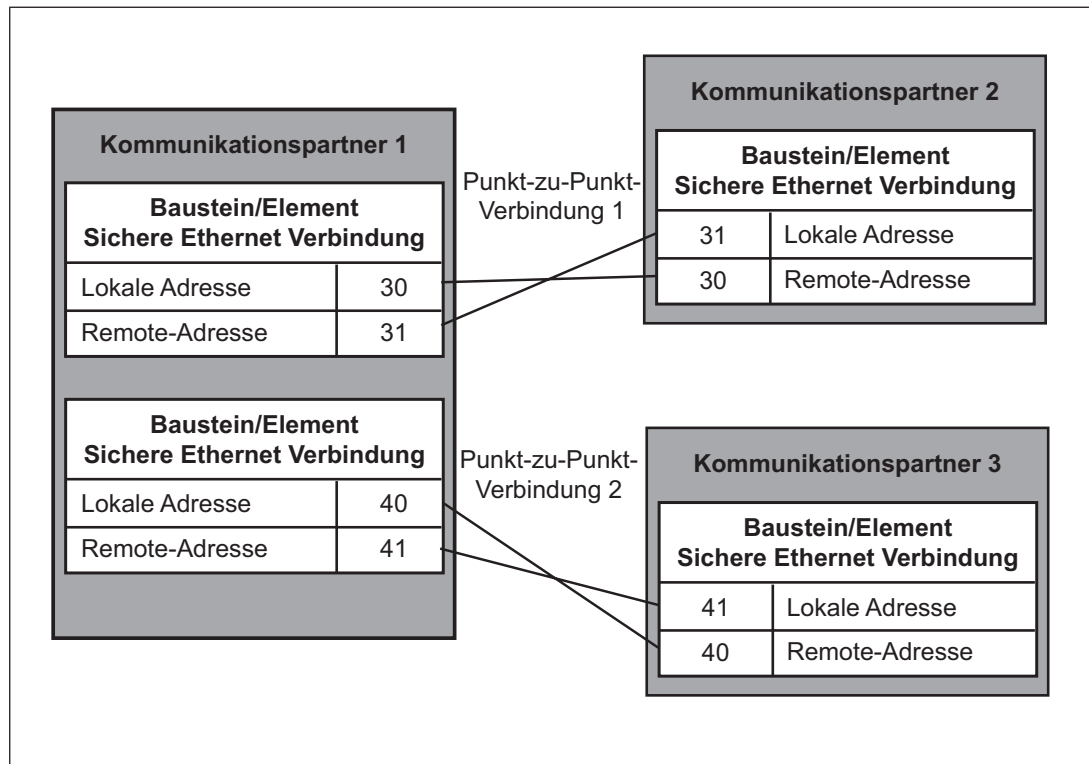 Kommunikationspartner 1
Baustein/Element
Sichere Ethernet Verbindung
Lokale Adresse 30
Remote-Adresse 31
Baustein/Element
Sichere Ethernet Verbindung
Lokale Adresse 40
Remote-Adresse 41
Punkt-zu-Punkt-
Verbindung 1
Punkt-zu-Punkt-
Verbindung 2
Kommunikationspartner 2
Baustein/Element
Sichere Ethernet Verbindung
31 Lokale Adresse
30 Remote-Adresse
Kommunikationspartner 3
Baustein/Element
Sichere Ethernet Verbindung
41 Lokale Adresse
40 Remote-Adresse